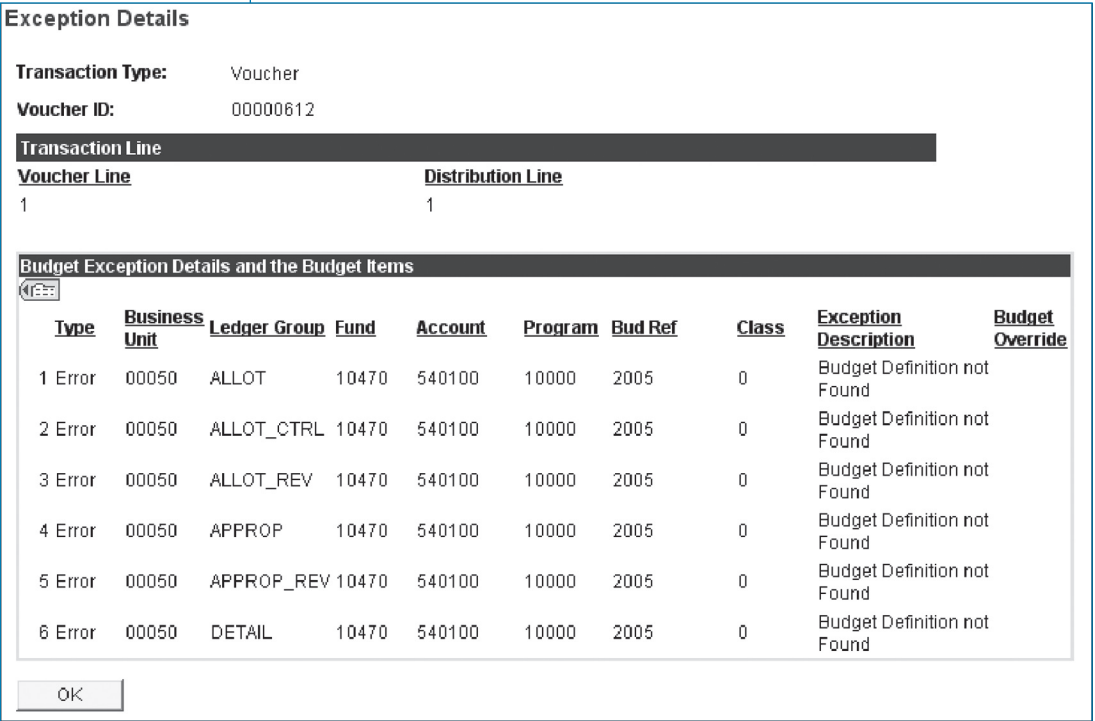 Exception Details
Transaction Type: Voucher
Voucher ID: 00000612
Transaction Line
Voucher Line Distribution Line
1 1
Budget Exception Details and the Budget Items
Type Business Unit Ledger Group Fund Account Program Bud Ref Class Exception Description Budget Override
1 Error 00050 ALLOT 10470 540100 10000 2005 0 Budget Definition not Found
2 Error 00050 ALLOT_CTRL 10470 540100 10000 2005 0 Budget Definition not Found
3 Error 00050 ALLOT_REV 10470 540100 10000 2005 0 Budget Definition not Found
4 Error 00050 APPROP 10470 540100 10000 2005 0 Budget Definition not Found
5 Error 00050 APPROP_REV 10470 540100 10000 2005 0 Budget Definition not Found
6 Error 00050 DETAIL 10470 540100 10000 2005 0 Budget Definition not Found
OK